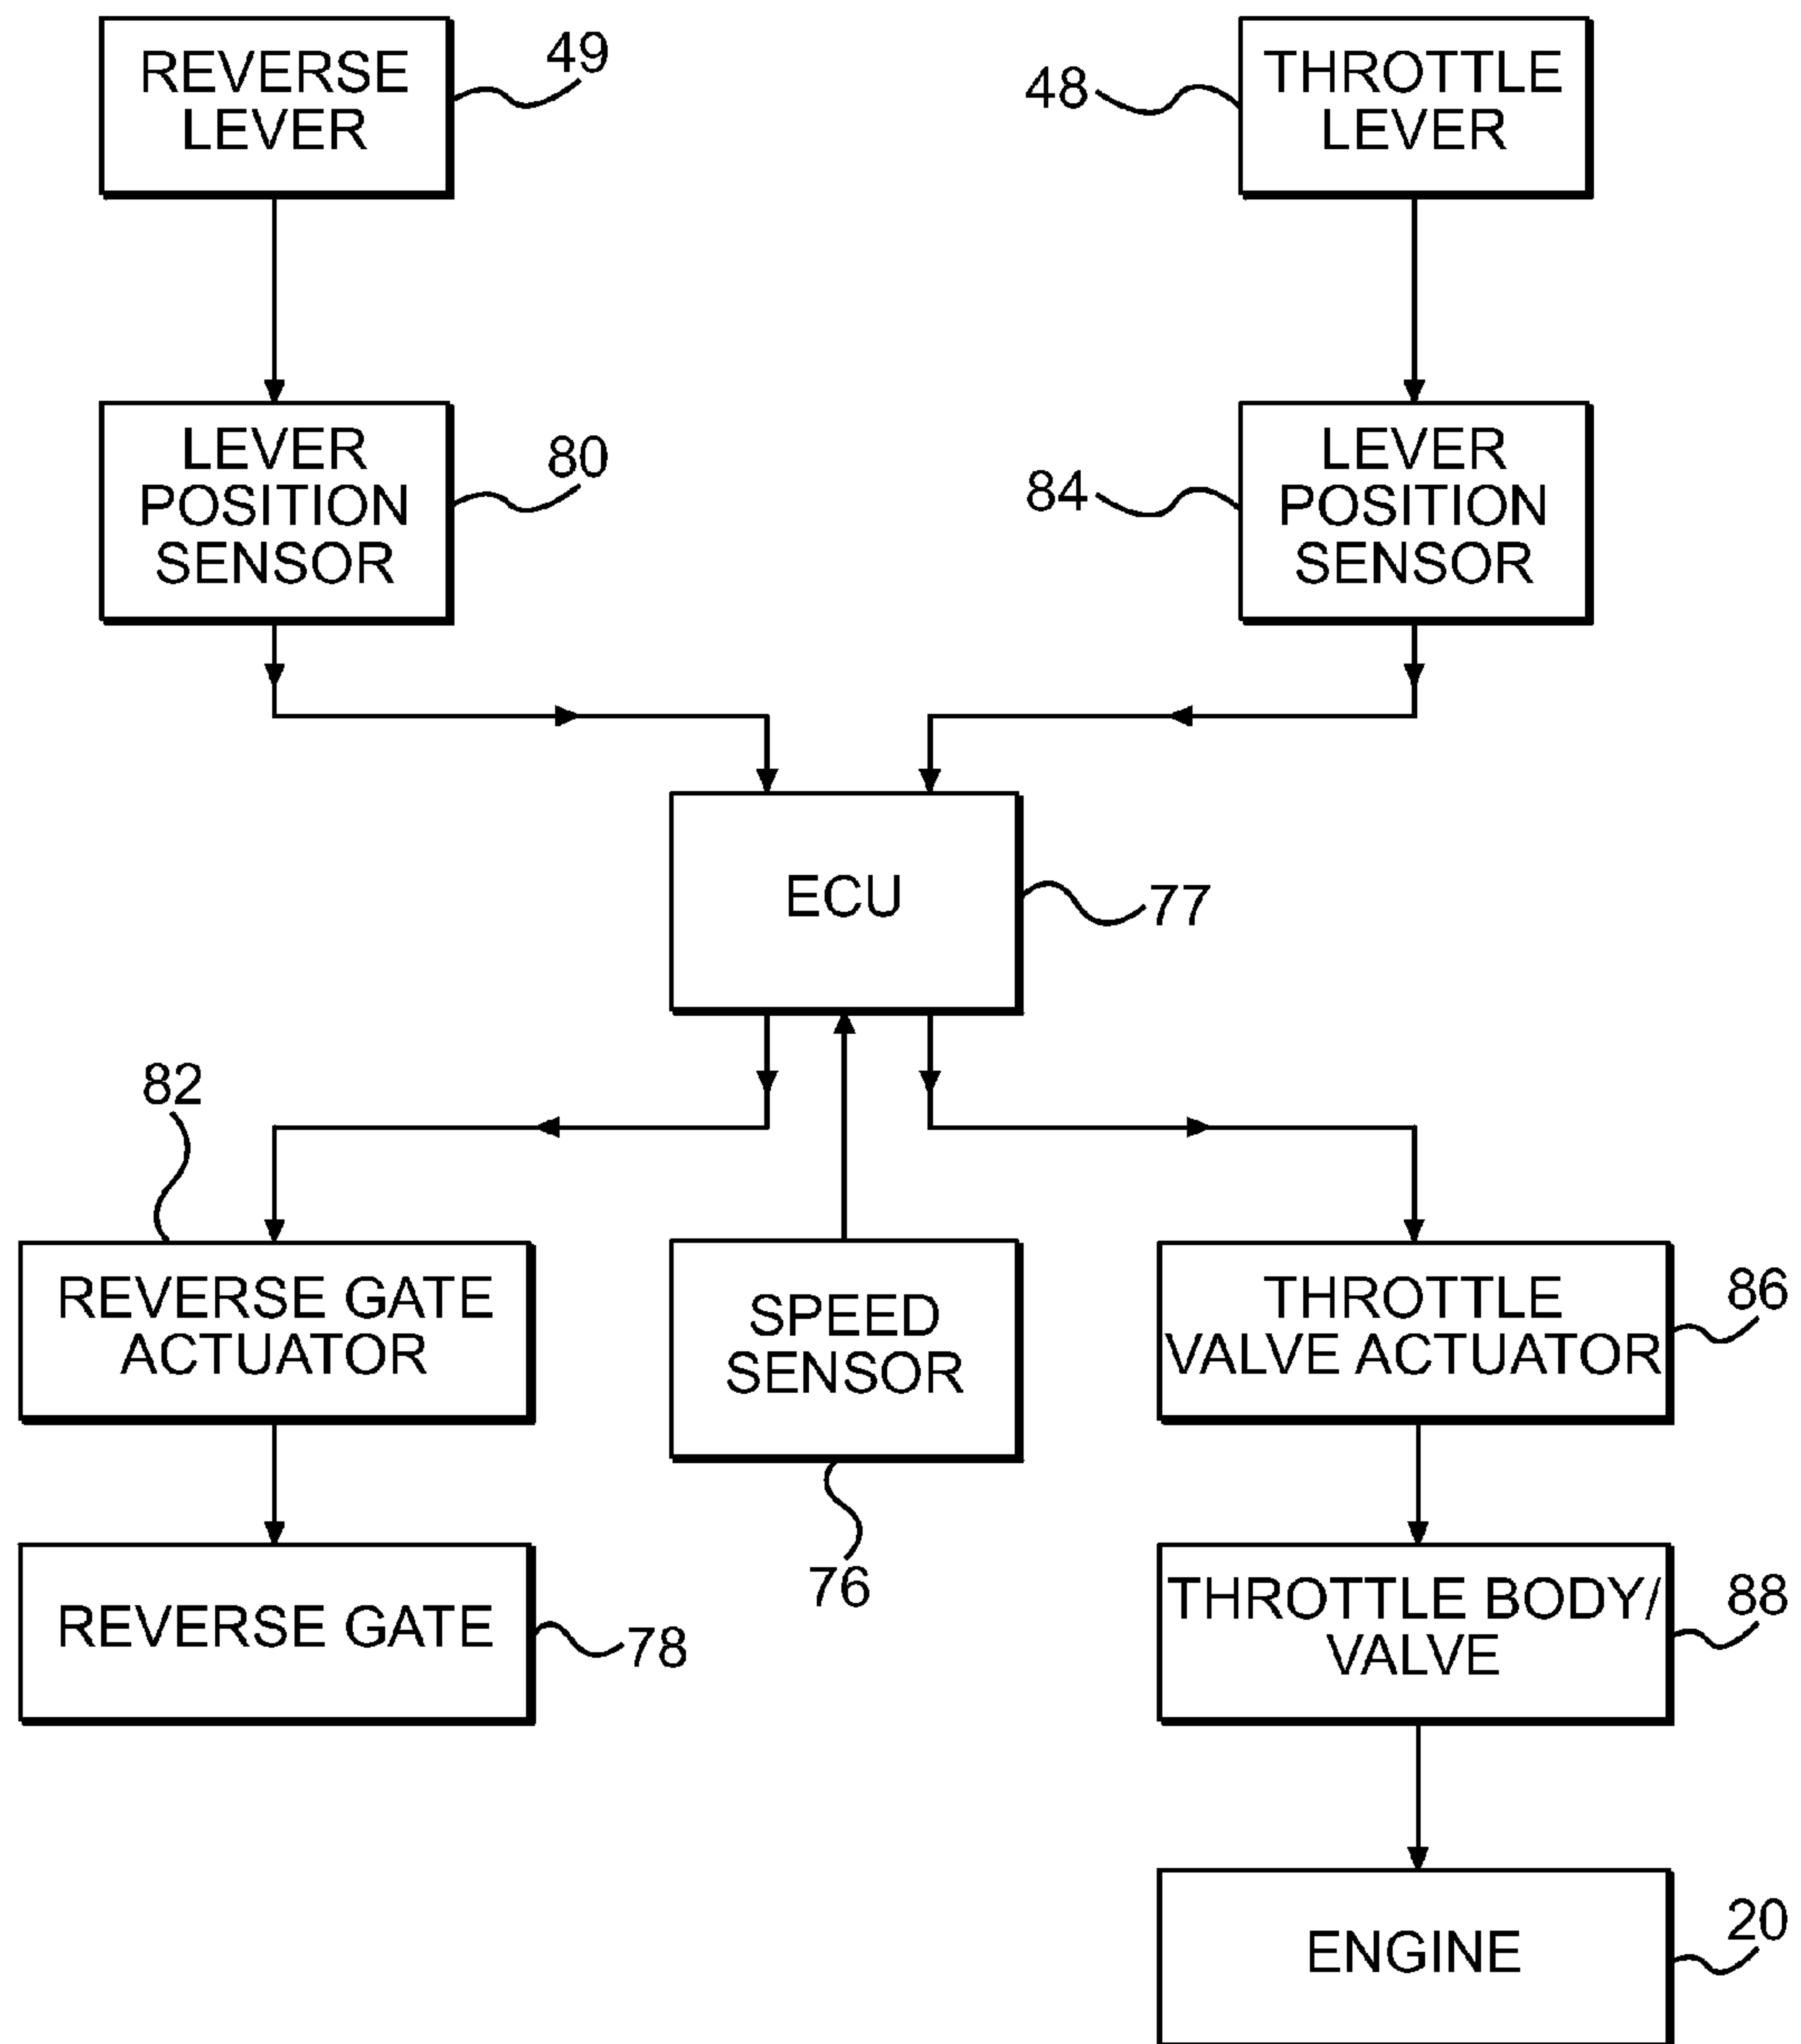 REVERSE
LEVER
49
48
THROTTLE
LEVER
LEVER
POSITION
SENSOR
80
84
LEVER
POSITION
SENSOR
ECU
77
82
REVERSE GATE
ACTUATOR
SPEED
SENSOR
THROTTLE
VALVE ACTUATOR
86
76
REVERSE GATE
78
THROTTLE BODY/
VALVE
88
ENGINE
20